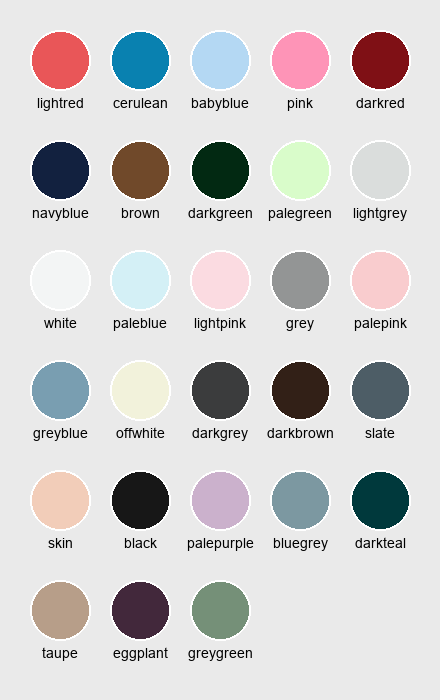 lightred cerulean babyblue pink darkred
navyblue brown darkgreen palegreen lightgrey
white paleblue lightpink grey palepink
greyblue offwhite darkgrey darkbrown slate
skin black palepurple bluegrey darkteal
taupe eggplant greygreen